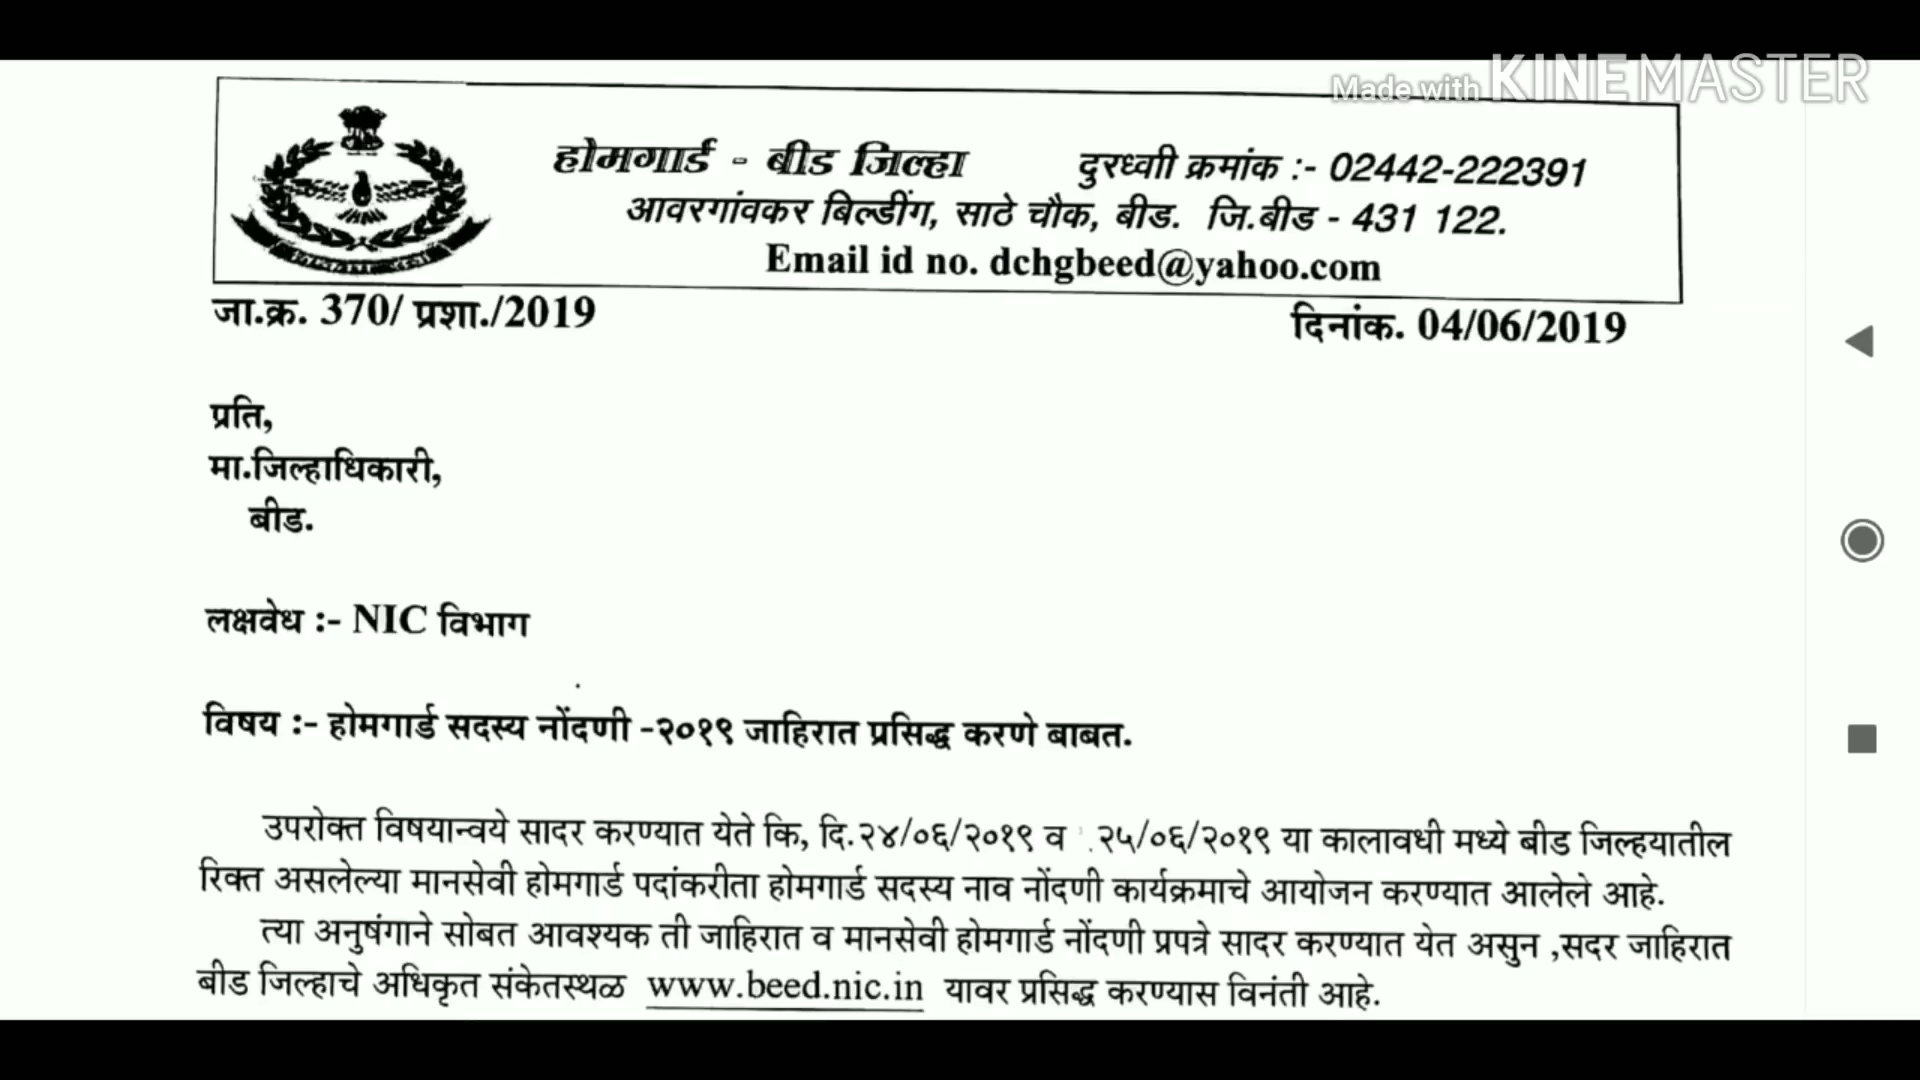 Made with KINEMASTER
होमगार्ड - बीड जिल्हा दुरध्वाी क्रमांक :- 02442-222391
आवरगांवकर बिल्डींग, साठे चौक, बीड. जि.बीड - 431 122.
Email id no. dchgbeed@yahoo.com
जा.क्र. 370/ प्रशा./2019 दिनांक. 04/06/2019
प्रति,
मा.जिल्हाधिकारी,
बीड.
लक्षवेध :- NIC विभाग
विषय :- होमगार्ड सदस्य नोंदणी -२०१९ जाहिरात प्रसिद्ध करणे बाबत.
उपरोक्त विषयान्वये सादर करण्यात येते कि, दि.२४/०६/२०१९ व २५/०६/२०१९ या कालावधी मध्ये बीड जिल्हयातील
रिक्त असलेल्या मानसेवी होमगार्ड पदांकरीता होमगार्ड सदस्य नाव नोंदणी कार्यक्रमाचे आयोजन करण्यात आलेले आहे.
त्या अनुषंगाने सोबत आवश्यक ती जाहिरात व मानसेवी होमगार्ड नोंदणी प्रपत्रे सादर करण्यात येत असुन ,सदर जाहिरात
बीड जिल्हाचे अधिकृत संकेतस्थळ www.beed.nic.in यावर प्रसिद्ध करण्यास विनंती आहे.